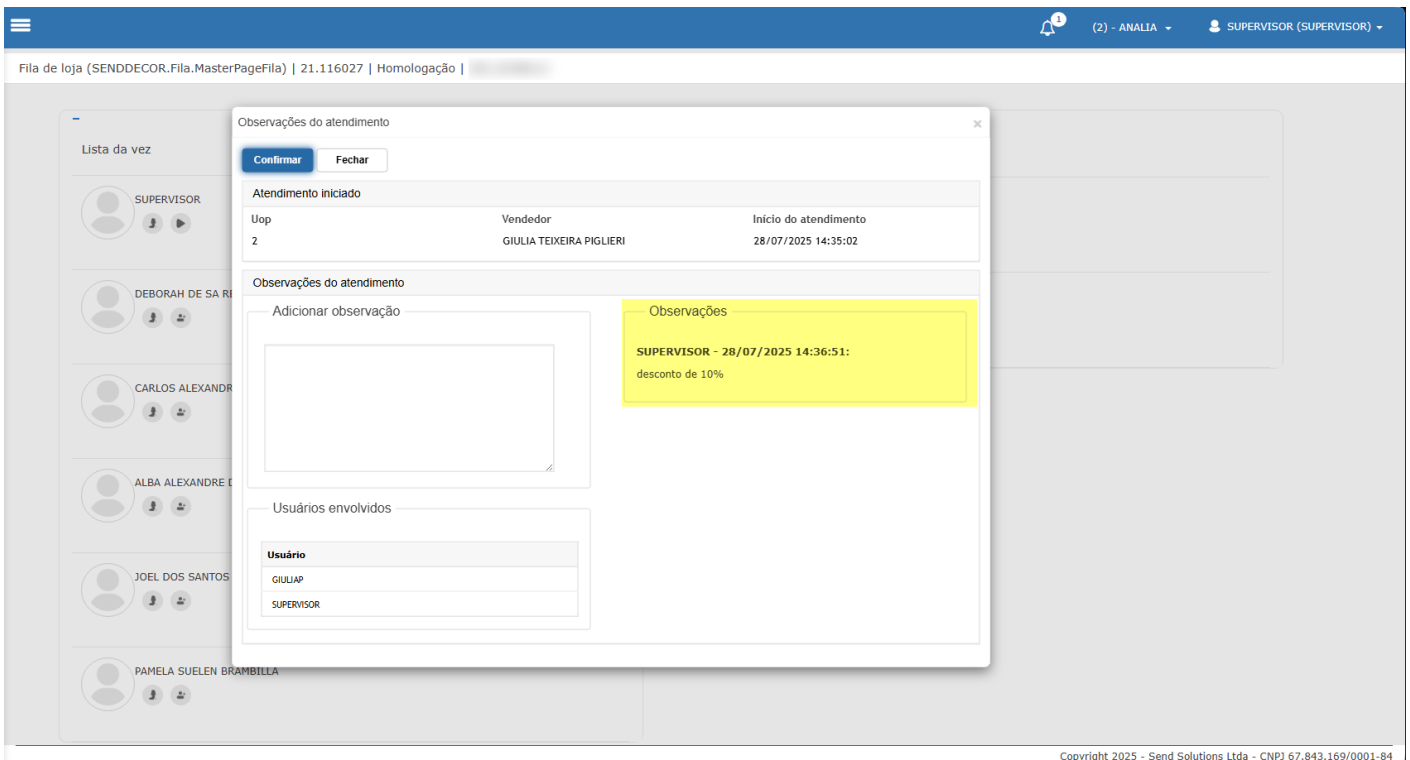 1
(2) - ANALIA
SUPERVISOR (SUPERVISOR)
Fila de loja (SENDDECOR.Fila.MasterPageFila) | 21.116027 | Homologação |
Lista da vez
SUPERVISOR
DEBORAH DE SA
CARLOS
ALBA ALEXANDRE
JOEL DOS SANTOS
PAMELA SUELEN BRAMBILLA
Observações do atendimento
×
Confirmar Fechar
Atendimento iniciado
Uop Vendedor Início do atendimento
2 GIULIA TEIXEIRA PIGLIERI 28/07/2025 14:35:02
Observações do atendimento
Adicionar observação
Observações
SUPERVISOR - 28/07/2025 14:36:51:
desconto de 10%
Usuários envolvidos
Usuário
GIULIAP
SUPERVISOR
Copyright 2025 - Send Solutions Ltda - CNPJ 67.843.169/0001-84